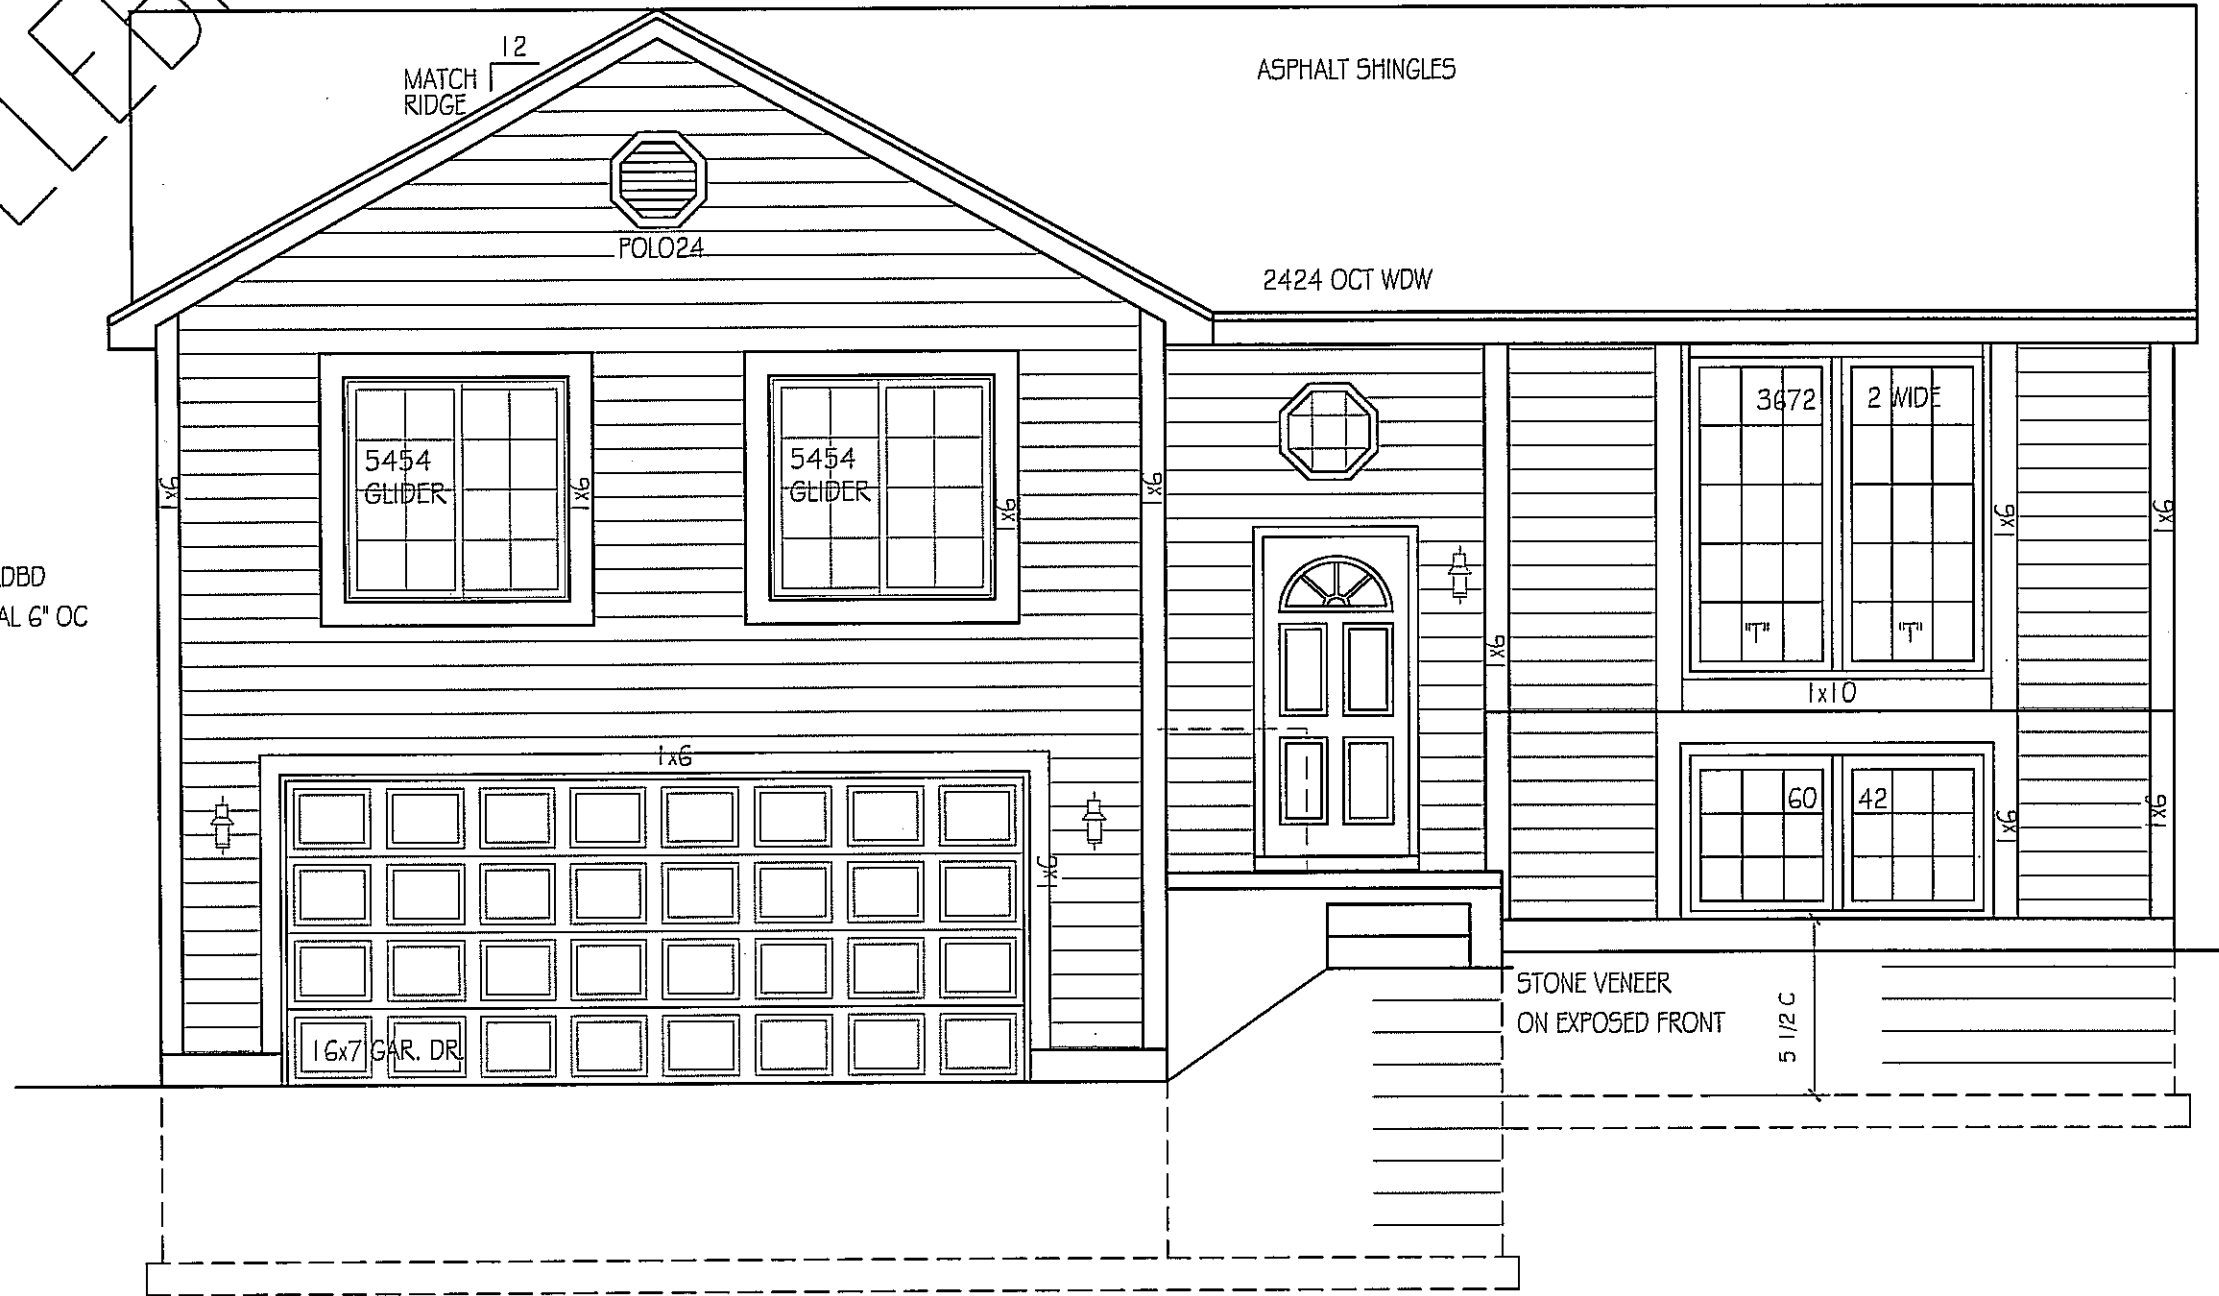 12
MATCH
RIDGE
ASPHALT SHINGLES
POLO24
2424 OCT WDW
5454
GLIDER
5454
GLIDER
3672
2 WIDE
1x6
1x6
1x6
1x6
1x6
1x6
1x6
"T"
"T"
1x10
AL 6" OC
1x6
60
42
1x6
1x6
1x6
16x7 GAR. DR.
STONE VENEER
ON EXPOSED FRONT
5 1/2 C